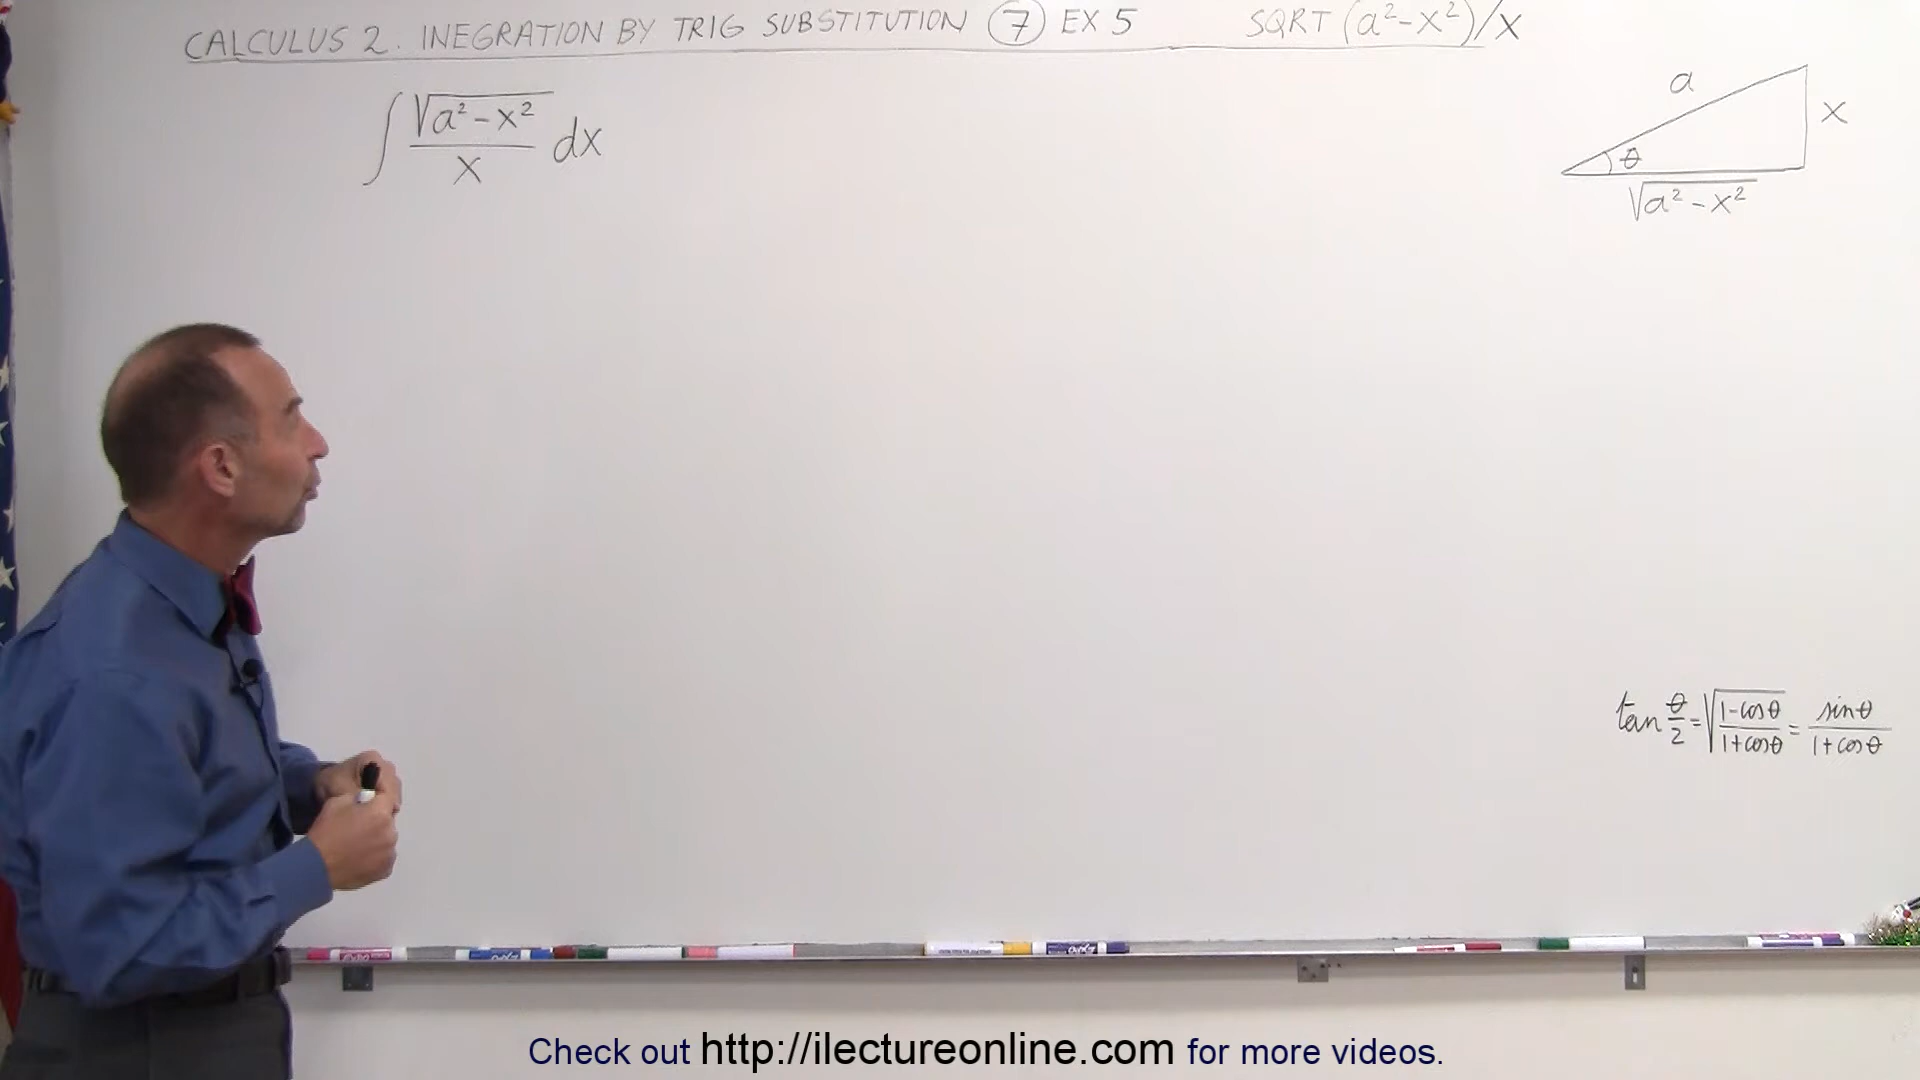 CALCULUS 2. INEGRATION BY TRIG SUBSTITUTION 7 EX 5 SQRT (a²-x²)/x
∫ √(a²-x²)/x dx
a
x
θ
√(a²-x²)
tan θ/2 = √((1-cosθ)/(1+cosθ)) = sinθ/(1+cosθ)
EXPO
Check out http://ilectureonline.com for more videos.